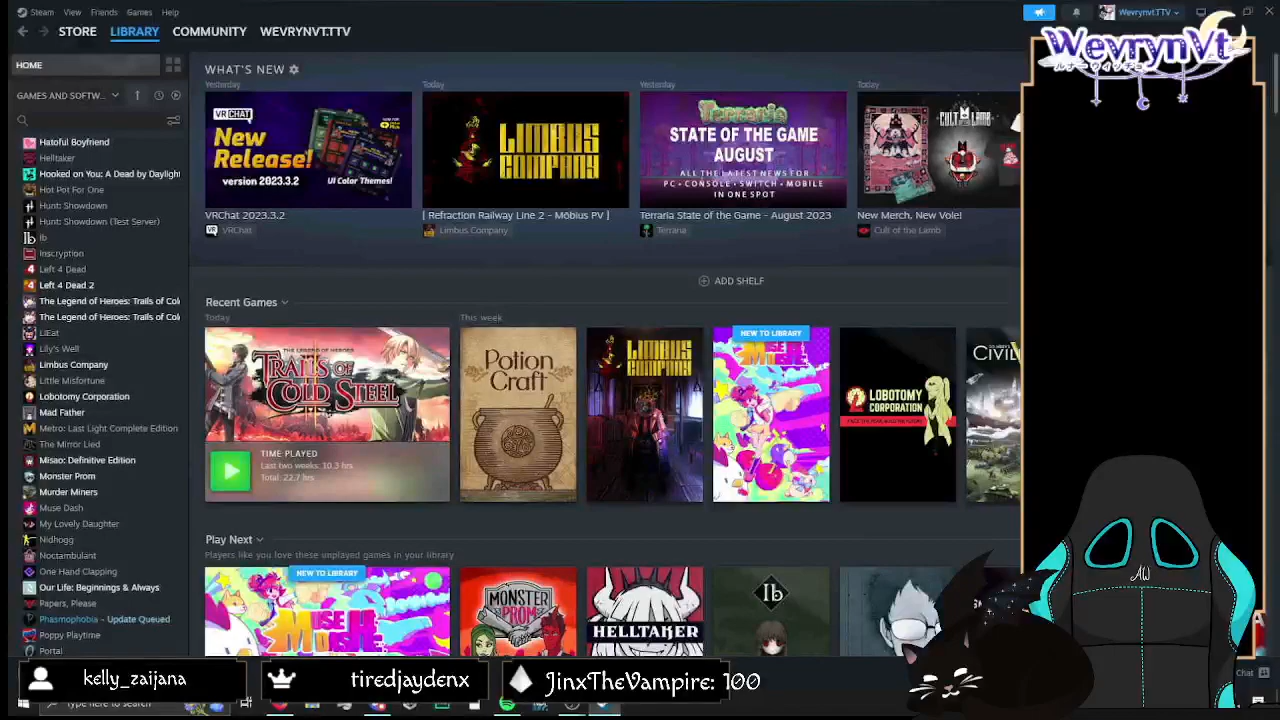 Steam View Friends Games Help
Wevrynvt.TTV
STORE LIBRARY COMMUNITY WEVRYNVT.TTV
WevrynVt
HOME
WHAT'S NEW
GAMES AND SOFTW...
Yesterday
Today
Yesterday
Today
VRCHAT
New Release!
version 2023.3.2
UI Color Themes!
LIMBUS COMPANY
Terraria
STATE OF THE GAME
AUGUST
ALL THE LATEST NEWS FOR
PC • CONSOLE • SWITCH • MOBILE
IN ONE SPOT
CULT OF THE LAMB
VRChat 2023.3.2
[ Refraction Railway Line 2 - Möbius PV ]
Terraria State of the Game - August 2023
New Merch, New Vole!
VRChat
Limbus Company
Terraria
Cult of the Lamb
Hatoful Boyfriend
Helltaker
Hooked on You: A Dead by Daylight
Hot Pot For One
Hunt: Showdown
Hunt: Showdown (Test Server)
Ib
Inscryption
Left 4 Dead
Left 4 Dead 2
The Legend of Heroes: Trails of Col
The Legend of Heroes: Trails of Col
LiEat
Lily's Well
Limbus Company
Little Misfortune
Lobotomy Corporation
Mad Father
Metro: Last Light Complete Edition
The Mirror Lied
Misao: Definitive Edition
Monster Prom
Murder Miners
Muse Dash
My Lovely Daughter
Nidhogg
Noctambulant
One Hand Clapping
Our Life: Beginnings & Always
Papers, Please
Phasmophobia - Update Queued
Poppy Playtime
Portal
ADD SHELF
Recent Games
Today
This week
THE LEGEND OF HEROES
TRAILS OF COLD STEEL
TIME PLAYED
Last two weeks: 10.3 hrs
Total: 22.7 hrs
Potion Craft
LIMBUS COMPANY
NEW TO LIBRARY
MUSE DASH
LOBOTOMY CORPORATION
CIVIL
Play Next
Players like you love these unplayed games in your library
NEW TO LIBRARY
MUSE DASH
MONSTER PROM
HELLTAKER
Ib
AW
kelly_zaijana
tiredjaydenx
JinxTheVampire: 100
Chat
Type here to search